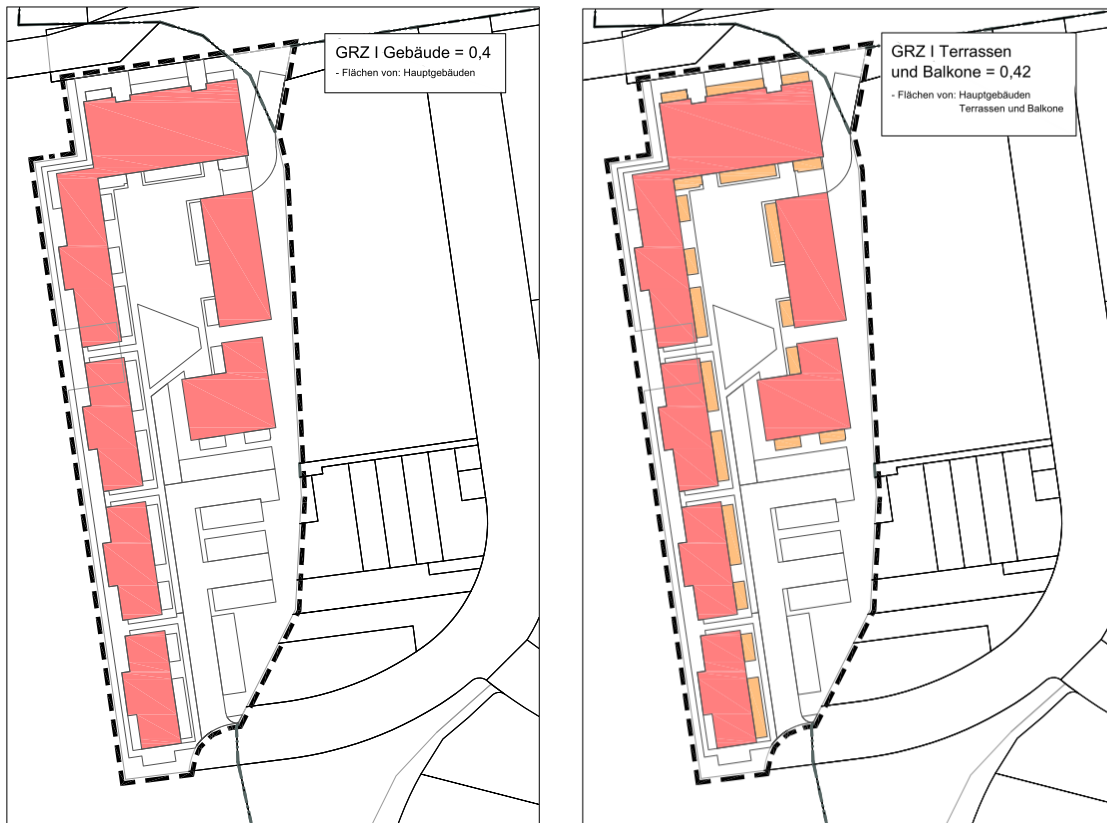 GRZ I Gebäude = 0,4
- Flächen von: Hauptgebäuden
GRZ I Terrassen
und Balkone = 0,42
- Flächen von: Hauptgebäuden
Terrassen und Balkone